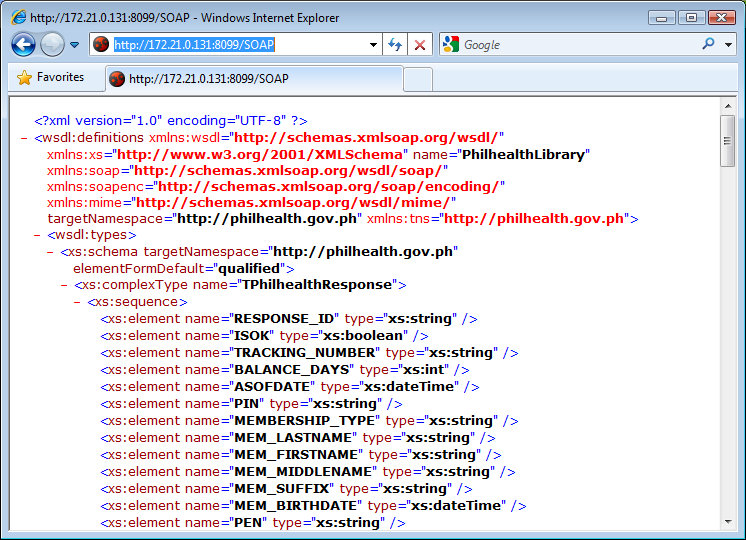 http://172.21.0.131:8099/SOAP - Windows Internet Explorer
http://172.21.0.131:8099/SOAP
Google
Favorites
http://172.21.0.131:8099/SOAP
<?xml version="1.0" encoding="UTF-8" ?>
- <wsdl:definitions xmlns:wsdl="http://schemas.xmlsoap.org/wsdl/"
xmlns:xs="http://www.w3.org/2001/XMLSchema" name="PhilhealthLibrary"
xmlns:soap="http://schemas.xmlsoap.org/wsdl/soap/"
xmlns:soapenc="http://schemas.xmlsoap.org/soap/encoding/"
xmlns:mime="http://schemas.xmlsoap.org/wsdl/mime/"
targetNamespace="http://philhealth.gov.ph" xmlns:tns="http://philhealth.gov.ph">
- <wsdl:types>
- <xs:schema targetNamespace="http://philhealth.gov.ph"
elementFormDefault="qualified">
- <xs:complexType name="TPhilhealthResponse">
- <xs:sequence>
<xs:element name="RESPONSE_ID" type="xs:string" />
<xs:element name="ISOK" type="xs:boolean" />
<xs:element name="TRACKING_NUMBER" type="xs:string" />
<xs:element name="BALANCE_DAYS" type="xs:int" />
<xs:element name="ASOFDATE" type="xs:dateTime" />
<xs:element name="PIN" type="xs:string" />
<xs:element name="MEMBERSHIP_TYPE" type="xs:string" />
<xs:element name="MEM_LASTNAME" type="xs:string" />
<xs:element name="MEM_FIRSTNAME" type="xs:string" />
<xs:element name="MEM_MIDDLENAME" type="xs:string" />
<xs:element name="MEM_SUFFIX" type="xs:string" />
<xs:element name="MEM_BIRTHDATE" type="xs:dateTime" />
<xs:element name="PEN" type="xs:string" />